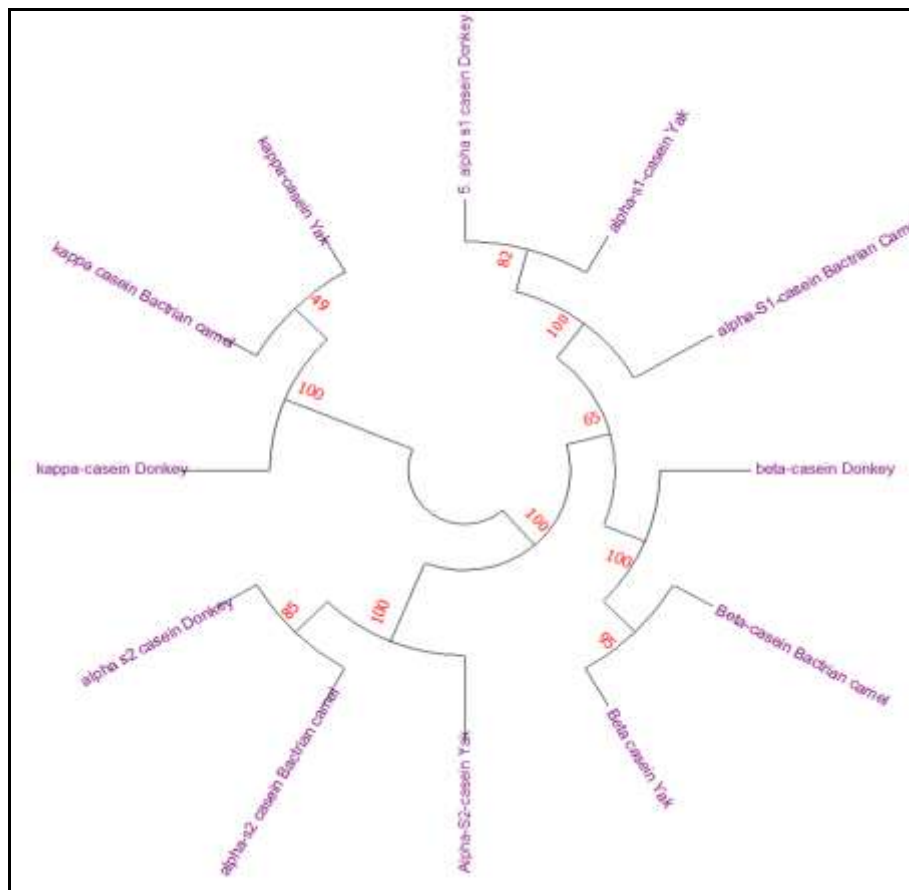 5. alpha s1 casein Donkey
alpha-s1-casein Yak
alpha-S1-casein Bactrian Camel
beta-casein Donkey
Beta-casein Bactrian camel
Beta casein Yak
Alpha-S2-casein Yak
alpha-s2 casein Bactrian camel
alpha s2 casein Donkey
kappa-casein Donkey
kappa casein Bactrian camel
kappa-casein Yak
82
100
65
100
95
100
100
85
100
49